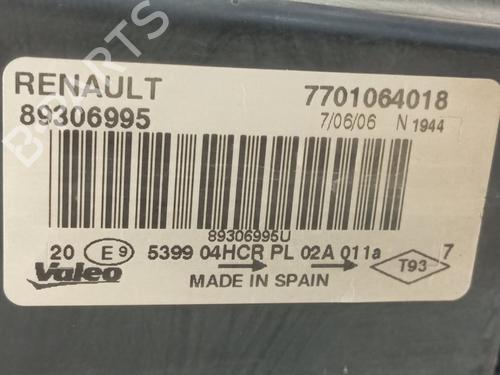 RENAULT 7701064018
89306995 7/06/06 N 1944
89306995U
20 E9 5399 04HCR PL 02A 011a 7
Valeo MADE IN SPAIN T93